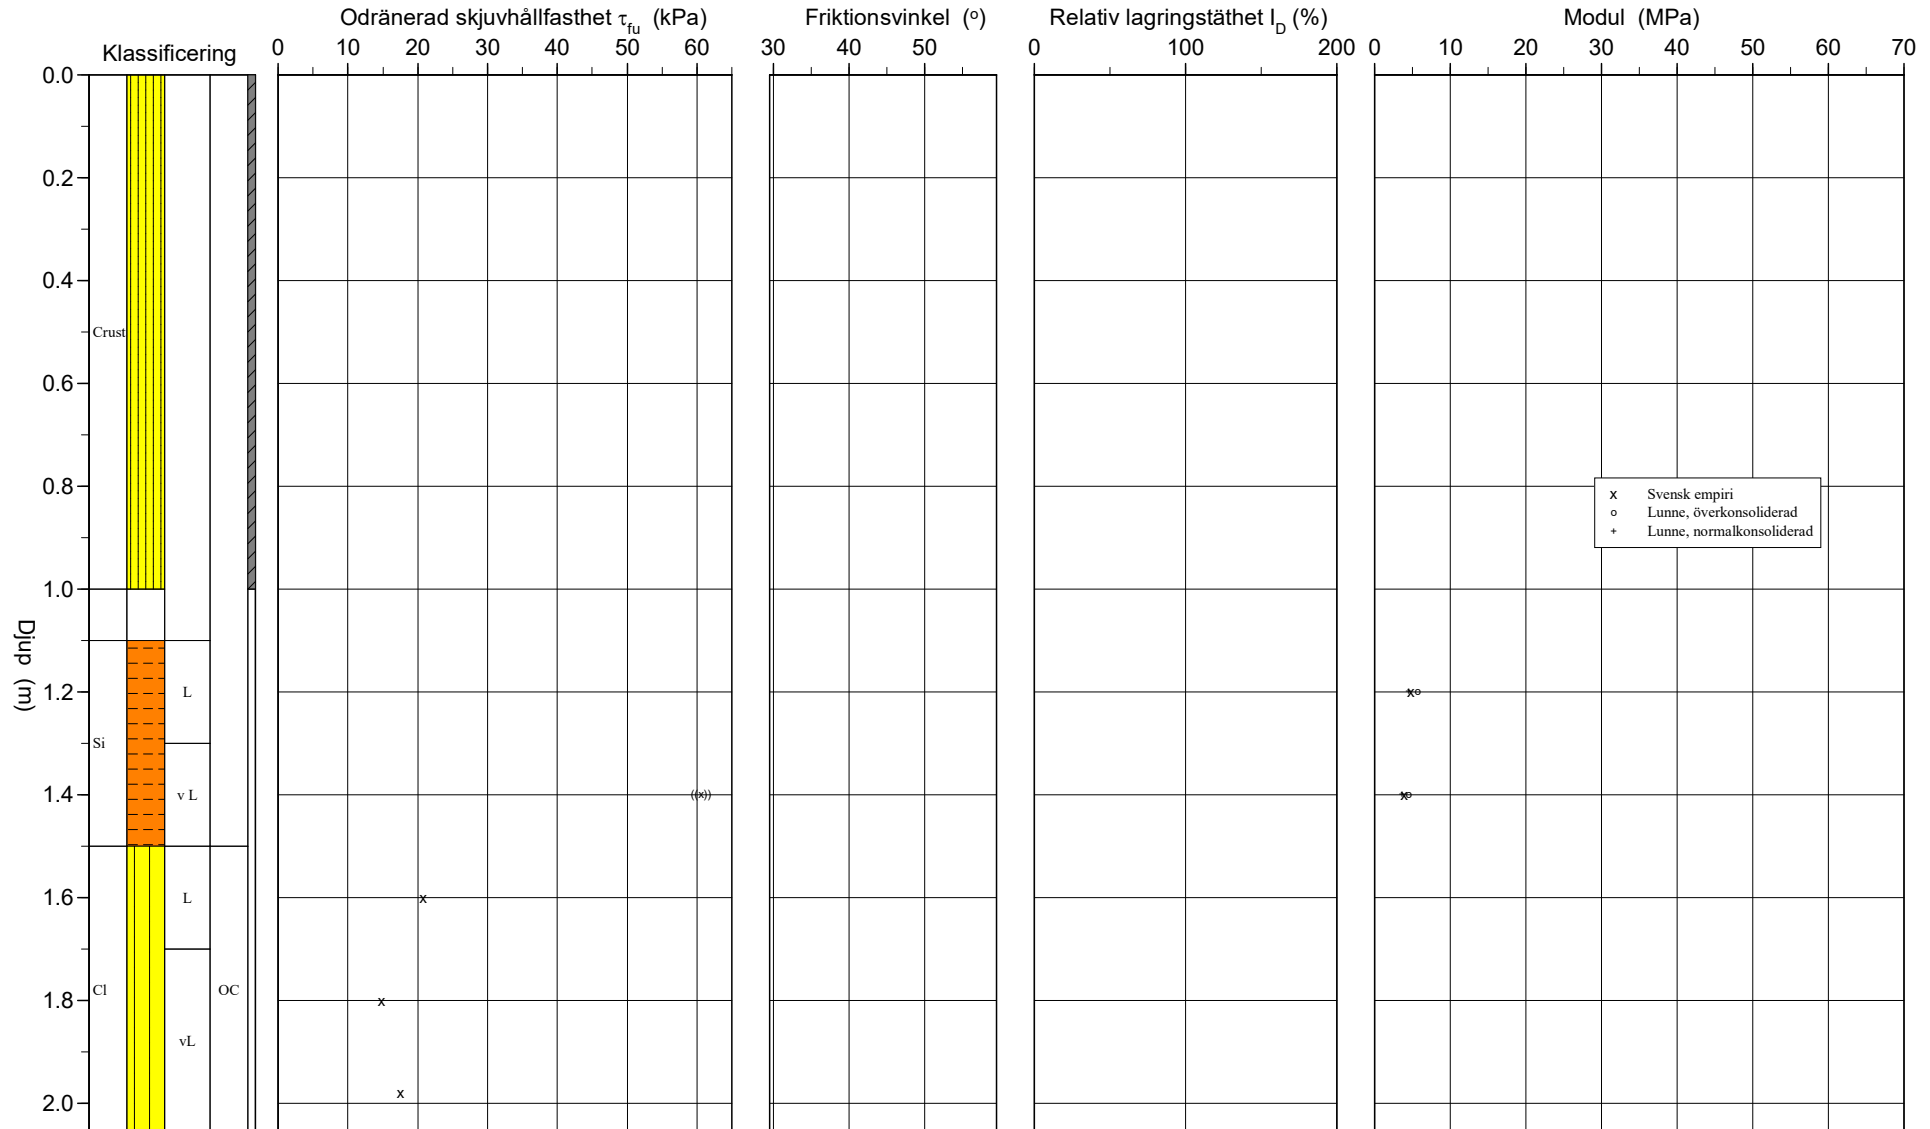 Odränerad skjuvhållfasthet τfu (kPa) Friktionsvinkel (o) Relativ lagringstäthet ID (%) Modul (MPa)
Klassificering 0 10 20 30 40 50 60 30 40 50 0 100 200 0 10 20 30 40 50 60 70
0.0
0.2
0.4
Crust
0.6
0.8
x Svensk empiri
o Lunne, överkonsoliderad
+ Lunne, normalkonsoliderad
1.0
Djup (m)
1.2 L x o
Si
1.4 v L ((x)) x o
1.6 L x
1.8 x
Cl OC
vL
x
2.0